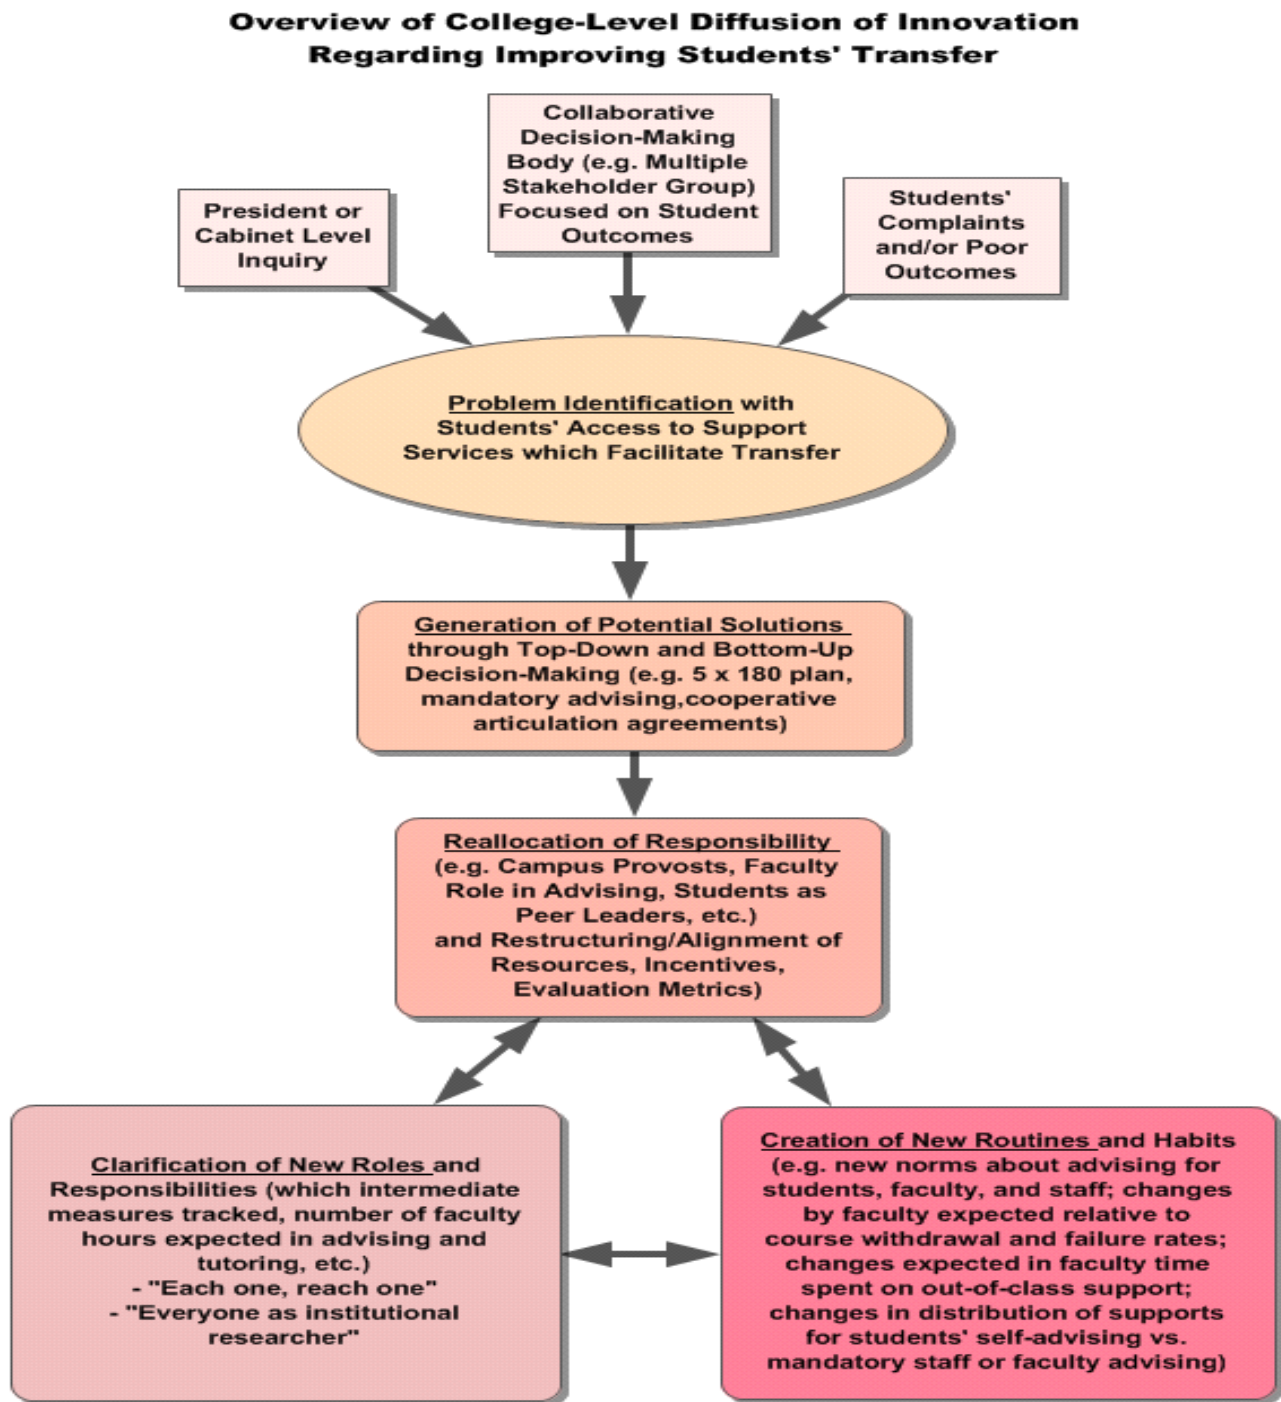 Overview of College-Level Diffusion of Innovation
Regarding Improving Students' Transfer
Collaborative
Decision-Making
Body (e.g. Multiple
Stakeholder Group)
Focused on Student
Outcomes
President or
Cabinet Level
Inquiry
Students'
Complaints
and/or Poor
Outcomes
Problem Identification with
Students' Access to Support
Services which Facilitate Transfer
Generation of Potential Solutions
through Top-Down and Bottom-Up
Decision-Making (e.g. 5 x 180 plan,
mandatory advising,cooperative
articulation agreements)
Reallocation of Responsibility
(e.g. Campus Provosts, Faculty
Role in Advising, Students as
Peer Leaders, etc.)
and Restructuring/Alignment of
Resources, Incentives,
Evaluation Metrics)
Clarification of New Roles and
Responsibilities (which intermediate
measures tracked, number of faculty
hours expected in advising and
tutoring, etc.)
- "Each one, reach one"
- "Everyone as institutional
researcher"
Creation of New Routines and Habits
(e.g. new norms about advising for
students, faculty, and staff; changes
by faculty expected relative to
course withdrawal and failure rates;
changes expected in faculty time
spent on out-of-class support;
changes in distribution of supports
for students' self-advising vs.
mandatory staff or faculty advising)